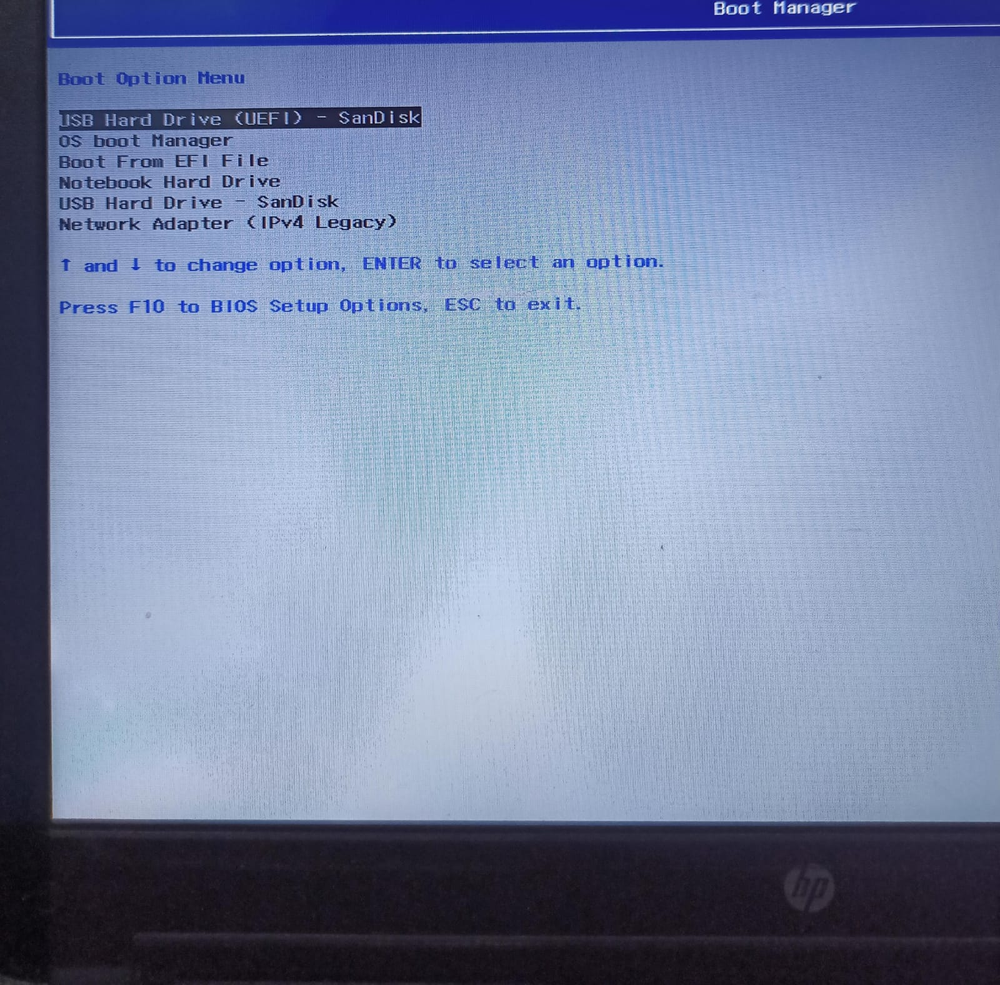 Boot Manager
Boot Option Menu
USB Hard Drive (UEFI) - SanDisk
OS boot Manager
Boot From EFI File
Notebook Hard Drive
USB Hard Drive - SanDisk
Network Adapter (IPv4 Legacy)
↑ and ↓ to change option, ENTER to select an option.
Press F10 to BIOS Setup Options, ESC to exit.
hp